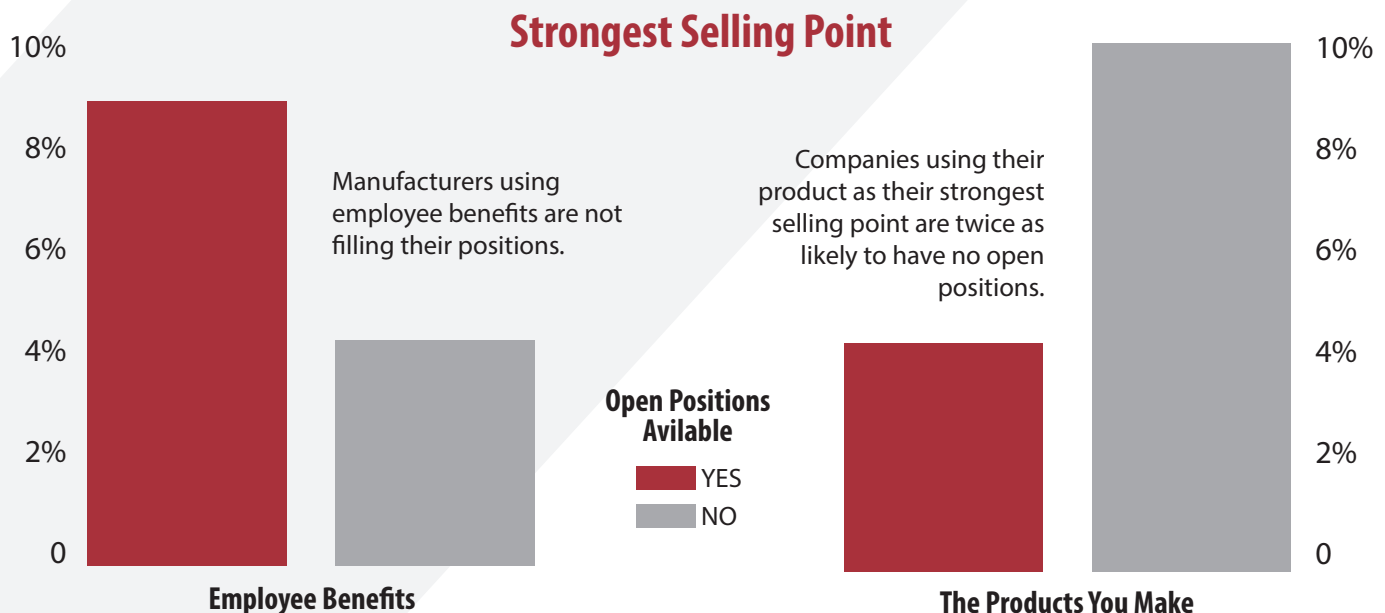 Strongest Selling Point
10%
8%
6%
4%
2%
0
Manufacturers using
employee benefits are not
filling their positions.
Employee Benefits
Open Positions
Avilable
YES
NO
Companies using their
product as their strongest
selling point are twice as
likely to have no open
positions.
10%
8%
6%
4%
2%
0
The Products You Make